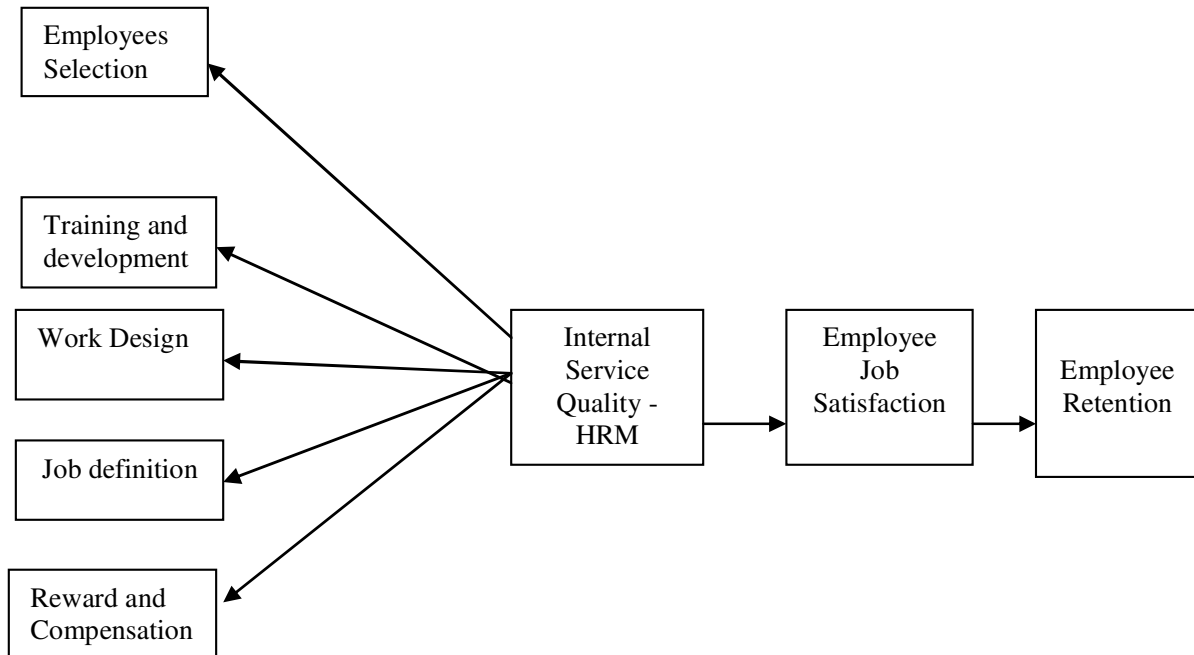 Employees
Selection
Training and
development
Work Design
Job definition
Reward and
Compensation
Internal
Service
Quality -
HRM
Employee
Job
Satisfaction
Employee
Retention